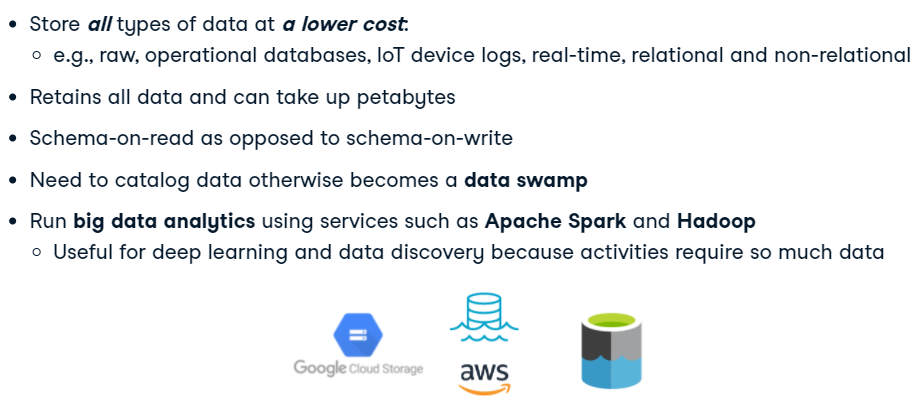 • Store all types of data at a lower cost:
○ e.g., raw, operational databases, IoT device logs, real-time, relational and non-relational
• Retains all data and can take up petabytes
• Schema-on-read as opposed to schema-on-write
• Need to catalog data otherwise becomes a data swamp
• Run big data analytics using services such as Apache Spark and Hadoop
○ Useful for deep learning and data discovery because activities require so much data
Google Cloud Storage
aws